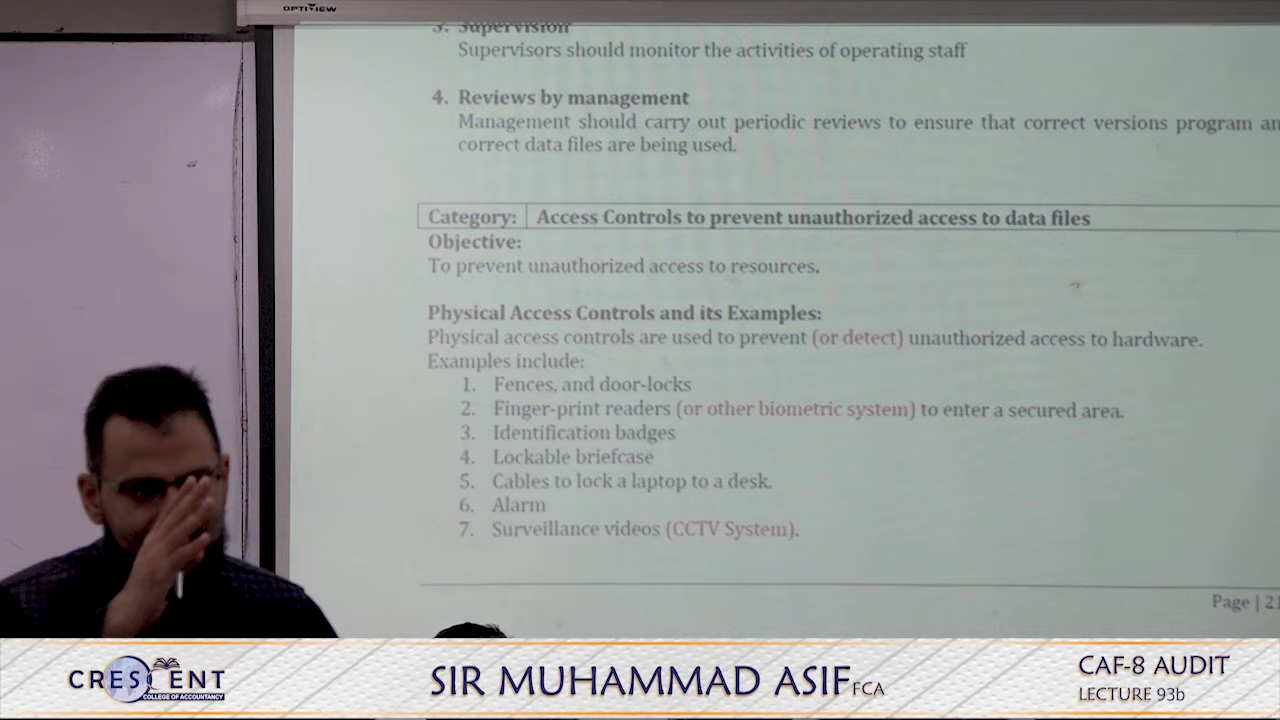 OPTIVIEW
3. Supervision
Supervisors should monitor the activities of operating staff
4. Reviews by management
Management should carry out periodic reviews to ensure that correct versions program
correct data files are being used.
Category: Access Controls to prevent unauthorized access to data files
Objective:
To prevent unauthorized access to resources.
Physical Access Controls and its Examples:
Physical access controls are used to prevent (or detect) unauthorized access to hardware.
Examples include:
1. Fences, and door-locks
2. Finger-print readers (or other biometric system) to enter a secured area.
3. Identification badges
4. Lockable briefcase
5. Cables to lock a laptop to a desk.
6. Alarm
7. Surveillance videos (CCTV System).
Page |
CRESCENT
COLLEGE OF ACCOUNTANCY
SIR MUHAMMAD ASIF FCA
CAF-8 AUDIT
LECTURE 93b